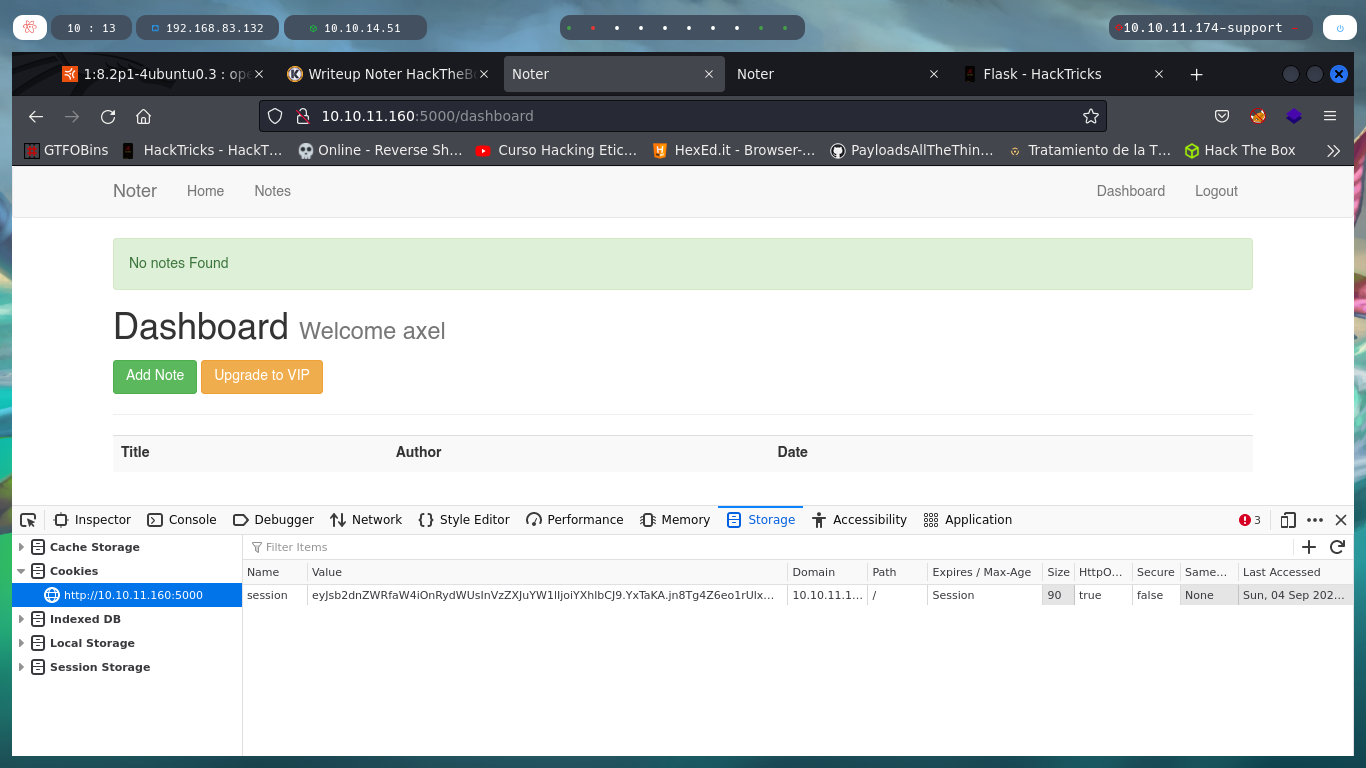 10 : 13
192.168.83.132
10.10.14.51
10.10.11.174-support
1:8.2p1-4ubuntu0.3 : ope
Writeup Noter HackTheB
Noter
Noter
Flask - HackTricks
10.10.11.160:5000/dashboard
GTFOBins
HackTricks - HackT…
Online - Reverse Sh…
Curso Hacking Etic…
HexEd.it - Browser-…
PayloadsAllTheThin…
Tratamiento de la T…
Hack The Box
Noter
Home
Notes
Dashboard
Logout
No notes Found
Dashboard Welcome axel
Add Note
Upgrade to VIP
Title
Author
Date
Inspector
Console
Debugger
Network
Style Editor
Performance
Memory
Storage
Accessibility
Application
3
Cache Storage
Filter Items
Cookies
Name
Value
Domain
Path
Expires / Max-Age
Size
HttpO…
Secure
Same…
Last Accessed
http://10.10.11.160:5000
session
10.10.11.1…
/
Session
90
true
false
None
Sun, 04 Sep 202…
Indexed DB
Local Storage
Session Storage